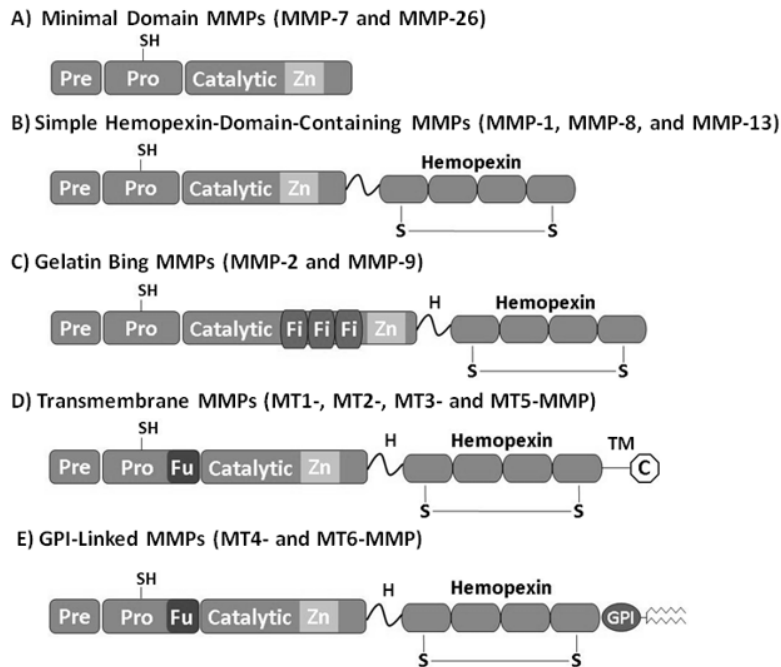 A) Minimal Domain MMPs (MMP-7 and MMP-26)
SH
Pre Pro Catalytic Zn
B) Simple Hemopexin-Domain-Containing MMPs (MMP-1, MMP-8, and MMP-13)
SH
Hemopexin
Pre Pro Catalytic Zn
S S
C) Gelatin Bing MMPs (MMP-2 and MMP-9)
SH
H Hemopexin
Pre Pro Catalytic Fi Fi Fi Zn
S S
D) Transmembrane MMPs (MT1-, MT2-, MT3- and MT5-MMP)
SH
H Hemopexin TM
Pre Pro Fu Catalytic Zn C
S S
E) GPI-Linked MMPs (MT4- and MT6-MMP)
SH
H Hemopexin
Pre Pro Fu Catalytic Zn GPI
S S